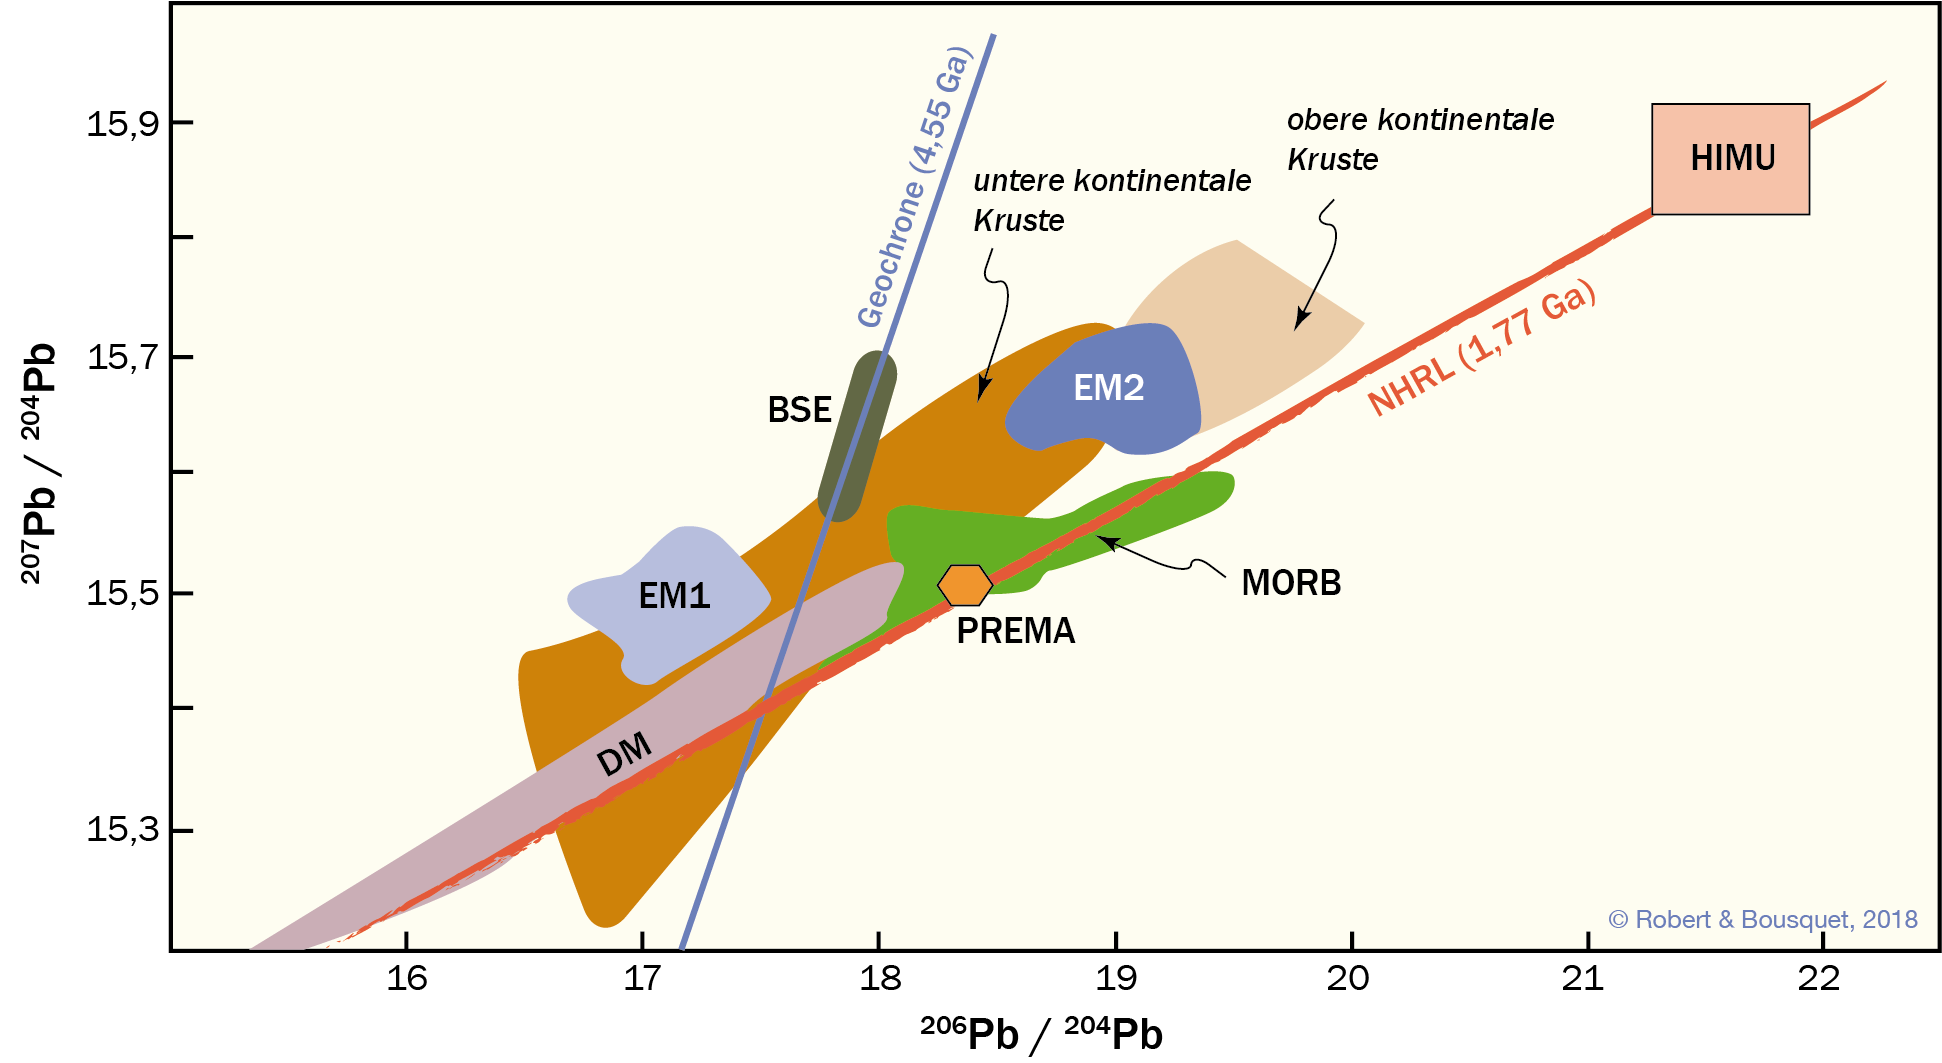 15,9
15,7
15,5
15,3
²⁰⁷Pb / ²⁰⁴Pb
Geochrone (4,55 Ga)
untere kontinentale
Kruste
obere kontinentale
Kruste
HIMU
NHRL (1,77 Ga)
BSE
EM2
EM1
MORB
PREMA
DM
© Robert & Bousquet, 2018
16 17 18 19 20 21 22
²⁰⁶Pb / ²⁰⁴Pb